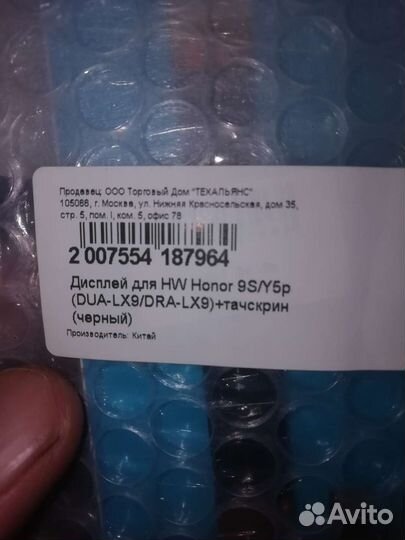 Продавец: ООО Торговый Дом "ТЕХАЛЬЯНС"
105066, г. Москва, ул. Нижняя Красносельская, дом 35,
стр. 5, пом. I, ком. 5, офис 78
2 007554 187964
Дисплей для HW Honor 9S/Y5p
(DUA-LX9/DRA-LX9)+тачскрин
(черный)
Производитель: Китай
Avito